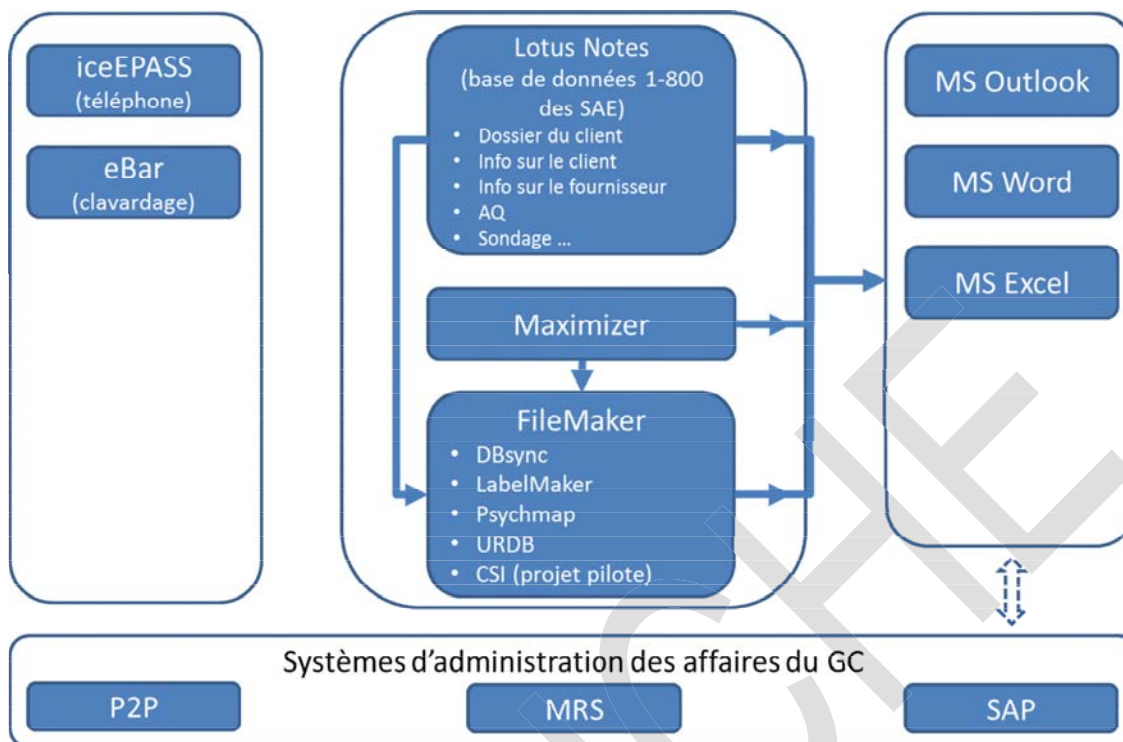 iceEPASS
(téléphone)
eBar
(clavardage)
Lotus Notes
(base de données 1-800
des SAE)
• Dossier du client
• Info sur le client
• Info sur le fournisseur
• AQ
• Sondage ...
Maximizer
FileMaker
• DBsync
• LabelMaker
• Psychmap
• URDB
• CSI (projet pilote)
MS Outlook
MS Word
MS Excel
Systèmes d'administration des affaires du GC
P2P
MRS
SAP